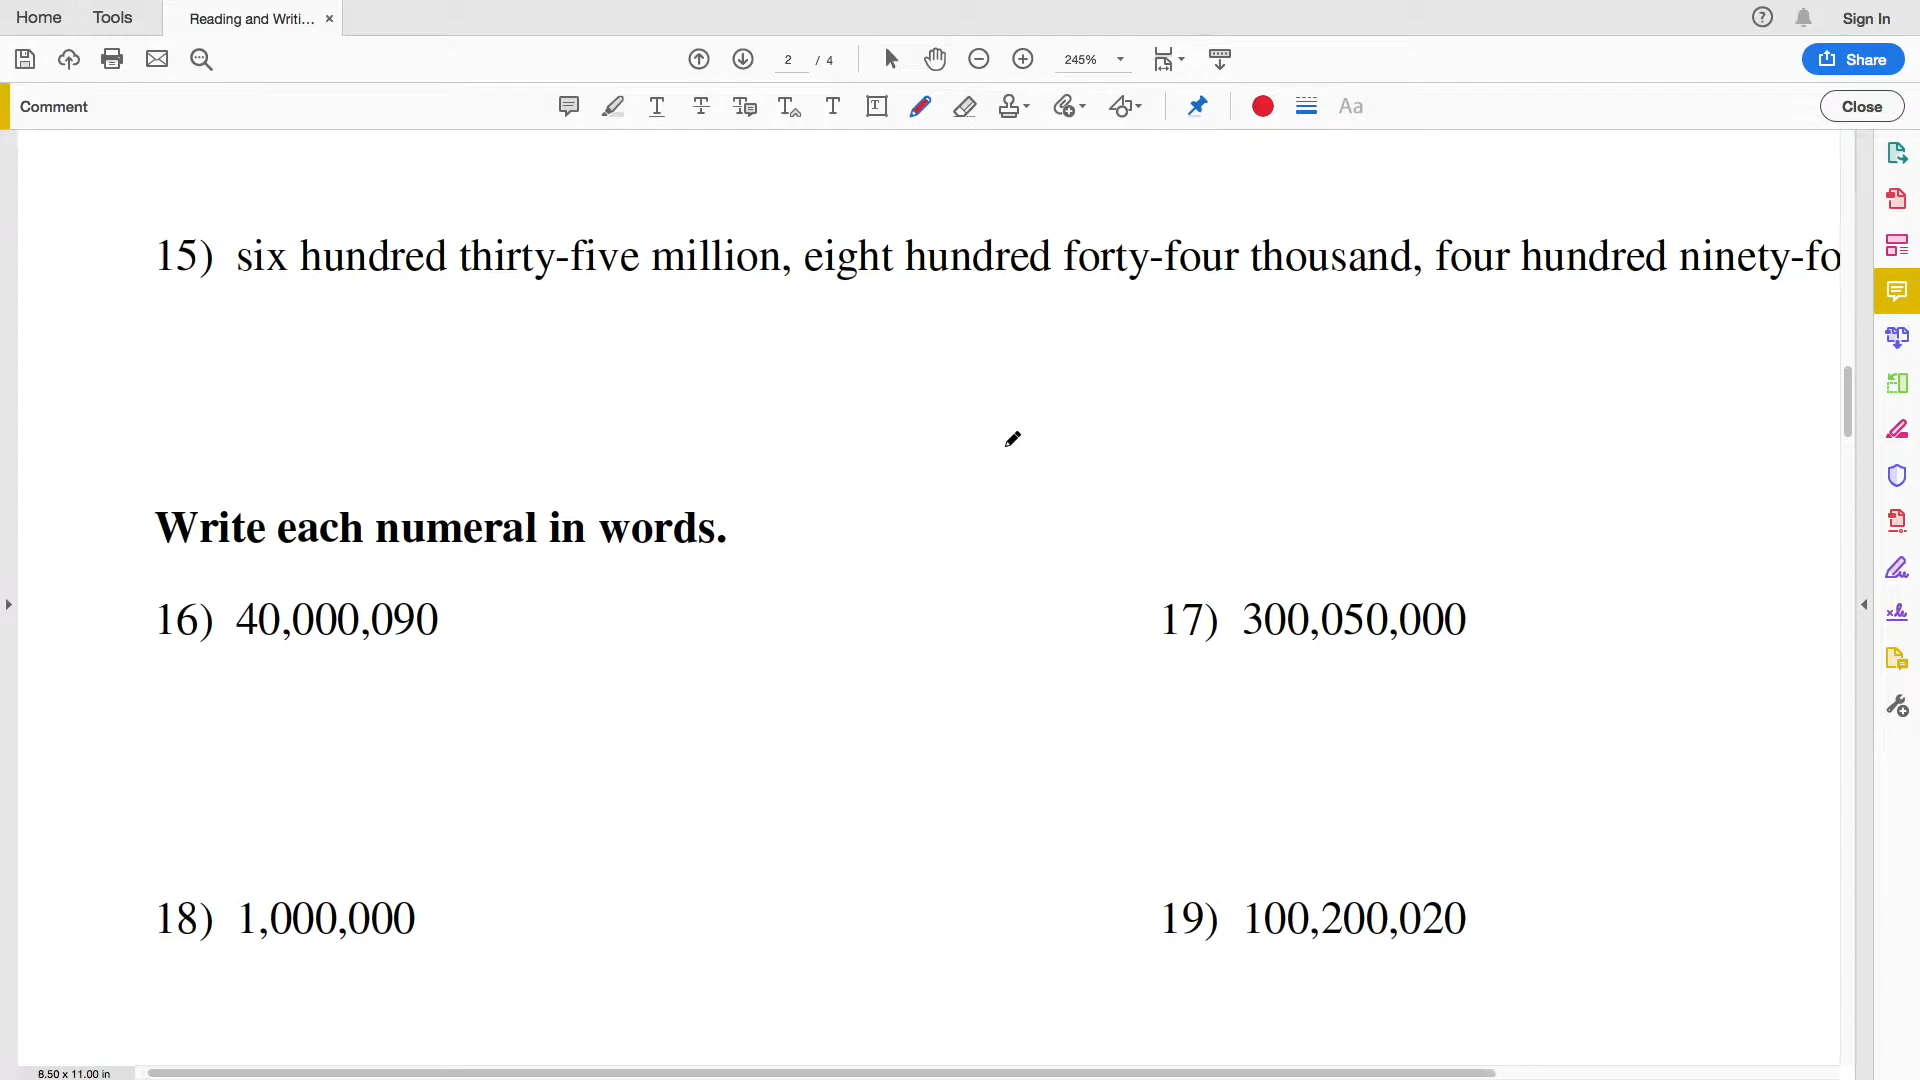 Home Tools Reading and Writi... × Sign In
2 / 4 245% Share
Comment Aa Close
15) six hundred thirty-five million, eight hundred forty-four thousand, four hundred ninety-fo
Write each numeral in words.
16) 40,000,090 17) 300,050,000
18) 1,000,000 19) 100,200,020
8.50 x 11.00 in